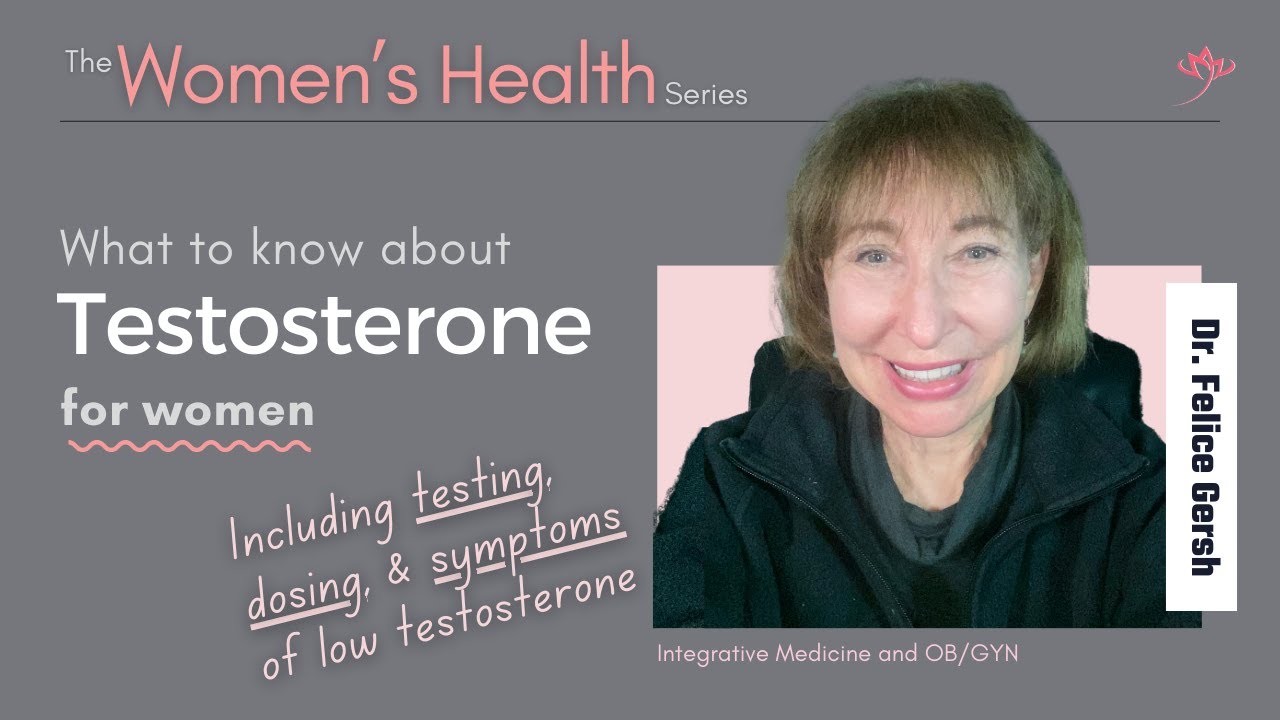 The Women's Health Series
What to know about
Testosterone
for women
Including testing,
dosing, & symptoms
of low testosterone
Dr. Felice Gersh
Integrative Medicine and OB/GYN